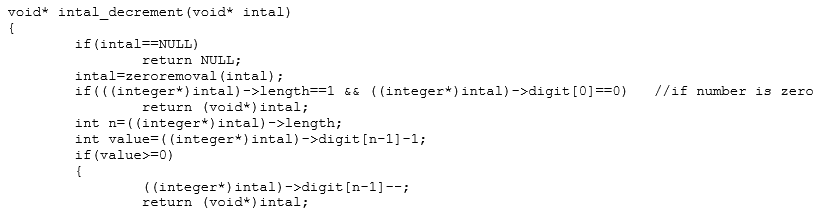 void* intal_decrement(void* intal)
{
if(intal==NULL)
return NULL;
intal=zeroremoval(intal);
if(((integer*)intal)->length==1 && ((integer*)intal)->digit[0]==0) //if number is zero
return (void*)intal;
int n=((integer*)intal)->length;
int value=((integer*)intal)->digit[n-1]-1;
if(value>=0)
{
((integer*)intal)->digit[n-1]--;
return (void*)intal;